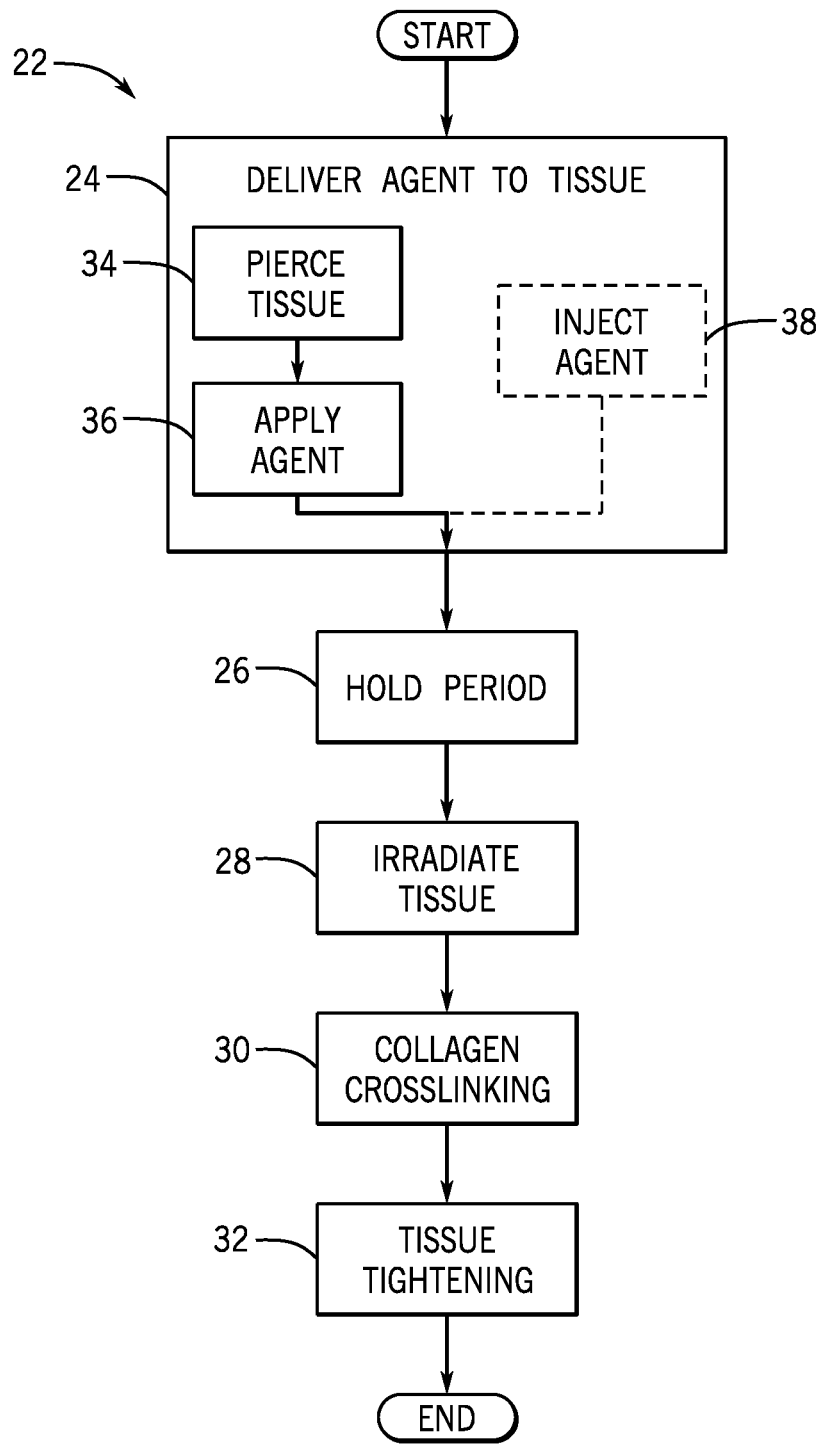 START
22
24
DELIVER AGENT TO TISSUE
34
PIERCE
TISSUE
INJECT
AGENT
38
36
APPLY
AGENT
26
HOLD PERIOD
28
IRRADIATE
TISSUE
30
COLLAGEN
CROSSLINKING
32
TISSUE
TIGHTENING
END